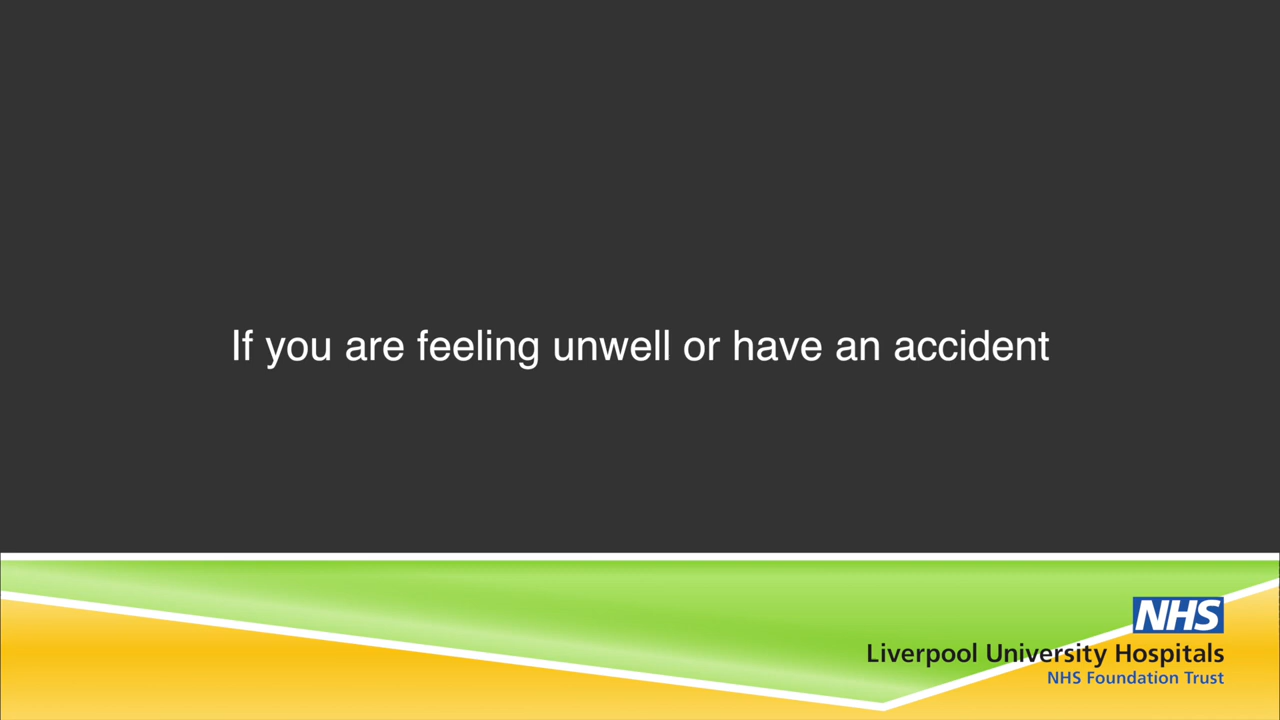 If you are feeling unwell or have an accident
NHS
Liverpool University Hospitals
NHS Foundation Trust